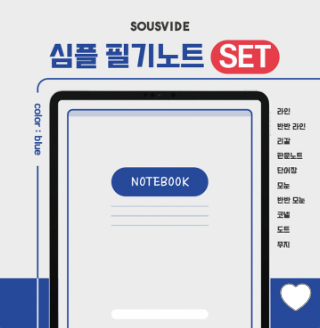 SOUSVIDE
심플 필기노트 SET
color : blue
NOTEBOOK
라인
반반 라인
리갈
판문노트
단어장
모눈
반반 모눈
코넬
도트
무지